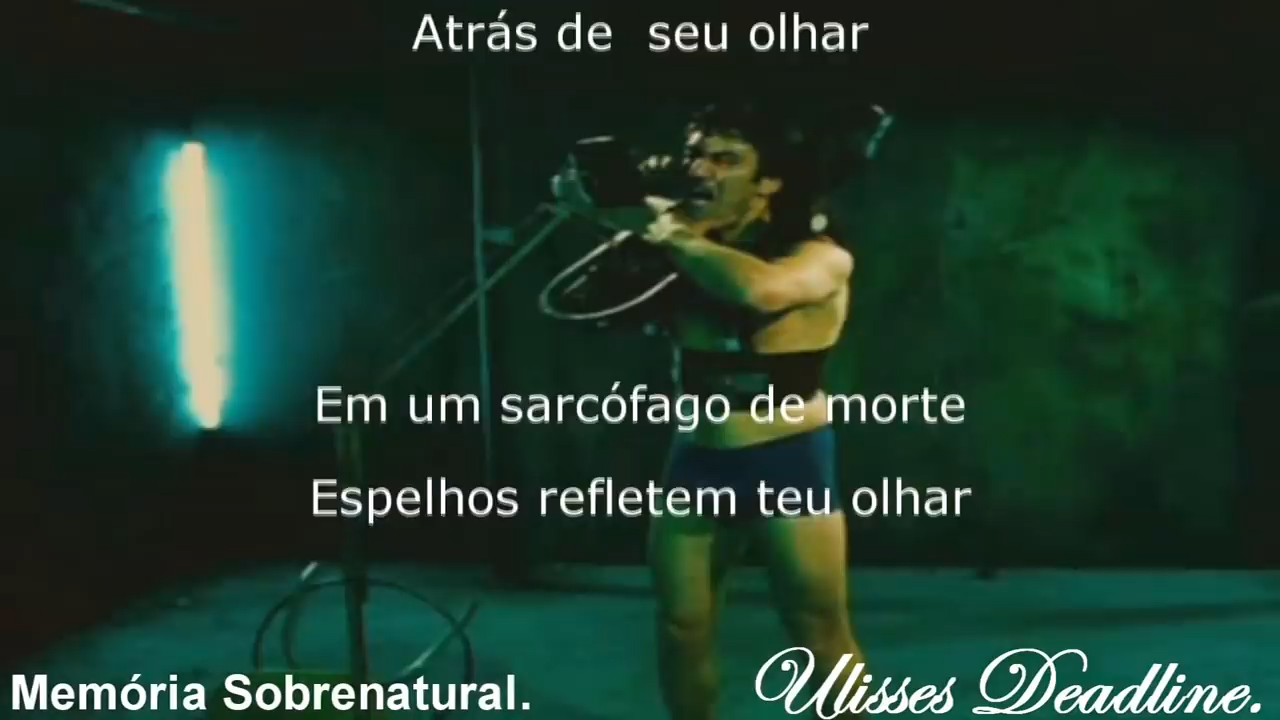 Atrás de seu olhar
Em um sarcófago de morte
Espelhos refletem teu olhar
Memória Sobrenatural.
Ulisses Deadline.